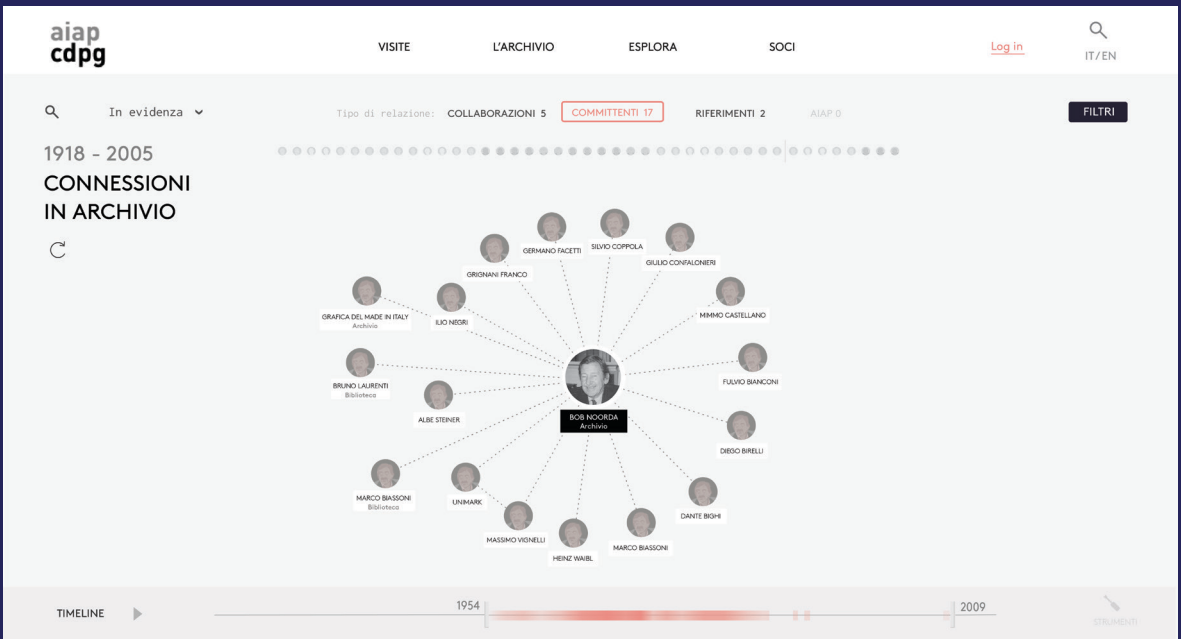 aiap
cdpg
VISITE
L'ARCHIVIO
ESPLORA
SOCI
Log in
IT/EN
In evidenza
Tipo di relazione:
COLLABORAZIONI 5
COMMITTENTI 17
RIFERIMENTI 2
AIAP 0
FILTRI
1918 - 2005
CONNESSIONI
IN ARCHIVIO
SILVIO COPPOLA
GERMANO FACETTI
GIULIO CONFALONIERI
GRIGNANI FRANCO
GRAFICA DEL MADE IN ITALY
Archivio
ILIO NEGRI
MIMMO CASTELLANO
BRUNO LAURENTI
Biblioteca
FULVIO BIANCONI
ALBE STEINER
BOB NOORDA
Archivio
DIEGO BIRELLI
MARCO BIASSONI
Biblioteca
UNIMARK
DANTE BIGHI
MASSIMO VIGNELLI
MARCO BIASSONI
HEINZ WAIBL
TIMELINE
1954
2009
STRUMENTI